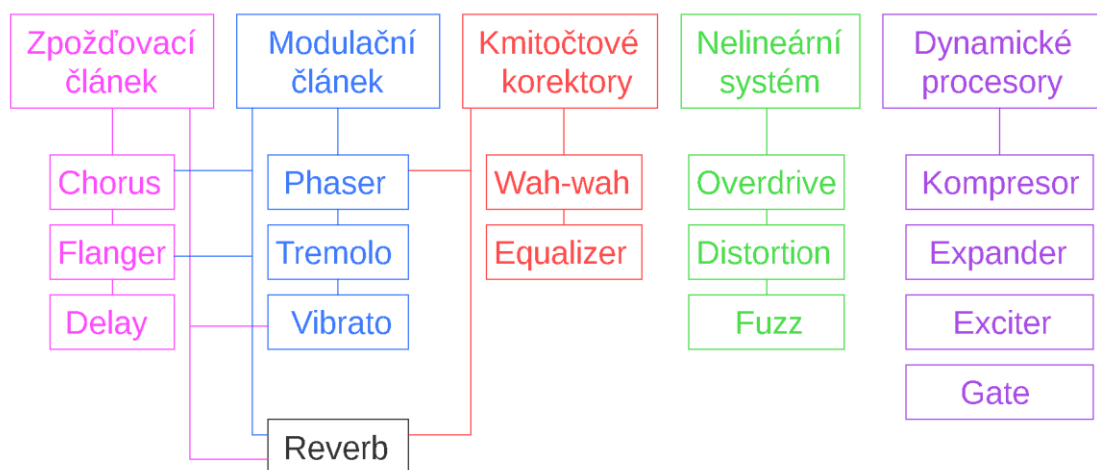 Zpožďovací
článek
Modulační
článek
Kmitočtové
korektory
Nelineární
systém
Dynamické
procesory
Chorus
Phaser
Wah-wah
Overdrive
Kompresor
Flanger
Tremolo
Equalizer
Distortion
Expander
Delay
Vibrato
Fuzz
Exciter
Gate
Reverb